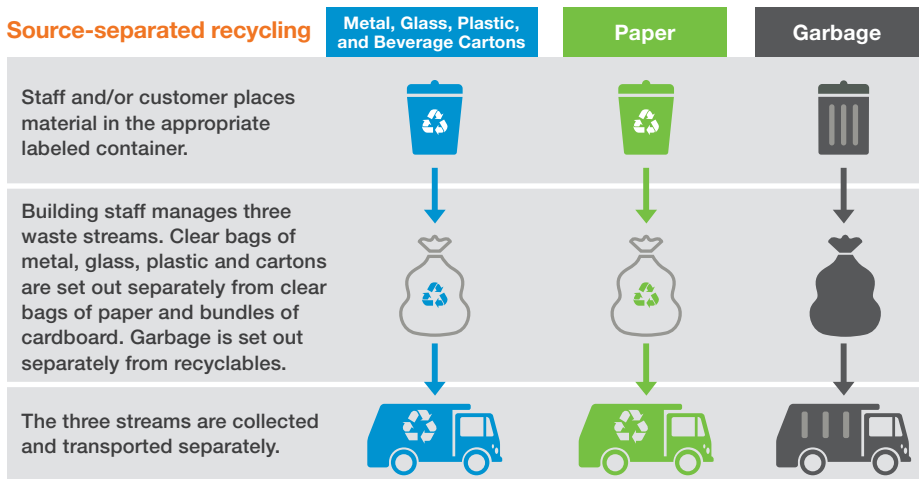 Source-separated recycling
Metal, Glass, Plastic,
and Beverage Cartons
Paper
Garbage
Staff and/or customer places
material in the appropriate
labeled container.
Building staff manages three
waste streams. Clear bags of
metal, glass, plastic and cartons
are set out separately from clear
bags of paper and bundles of
cardboard. Garbage is set out
separately from recyclables.
The three streams are collected
and transported separately.